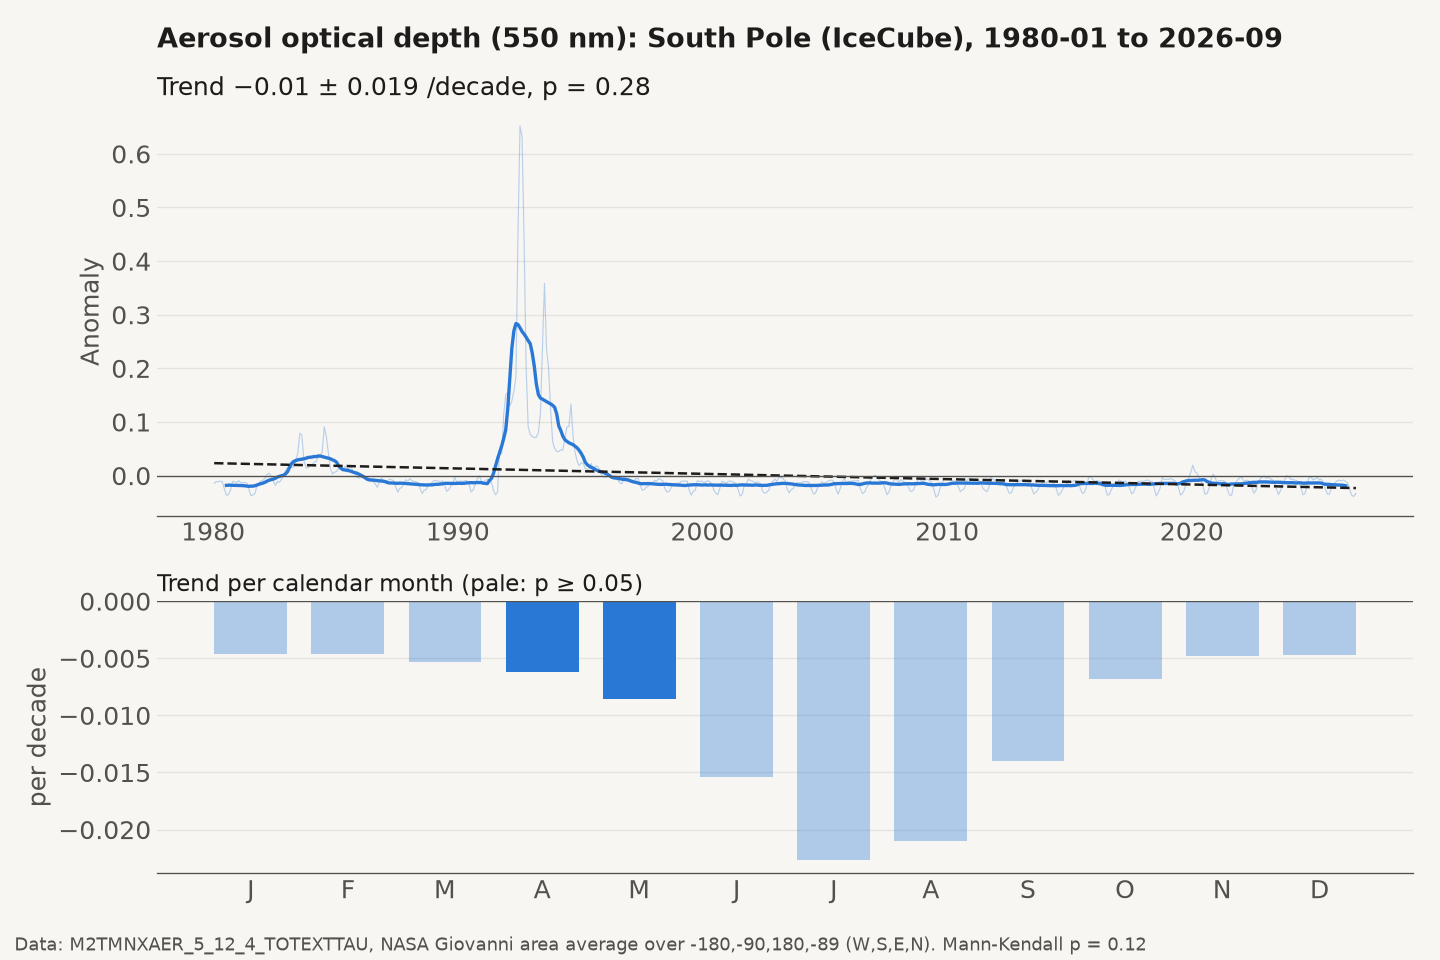 Aerosol optical depth (550 nm): South Pole (IceCube), 1980-01 to 2026-09
Trend −0.01 ± 0.019 /decade, p = 0.28
Anomaly
0.6
0.5
0.4
0.3
0.2
0.1
0.0
1980 1990 2000 2010 2020
Trend per calendar month (pale: p ≥ 0.05)
per decade
0.000
−0.005
−0.010
−0.015
−0.020
J F M A M J J A S O N D
Data: M2TMNXAER_5_12_4_TOTEXTTAU, NASA Giovanni area average over -180,-90,180,-89 (W,S,E,N). Mann-Kendall p = 0.12